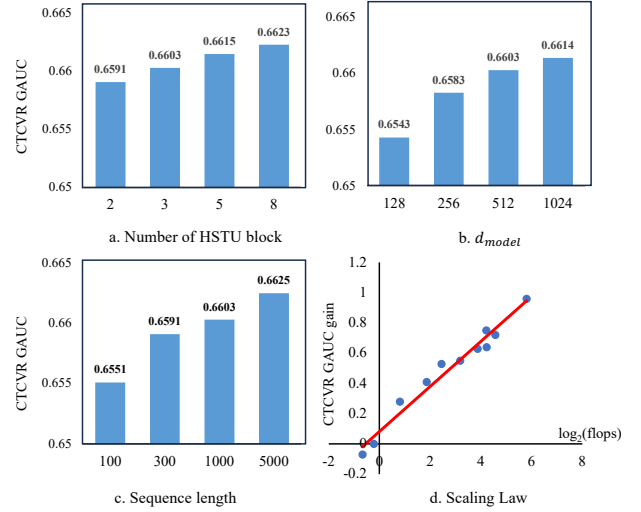 CTCVR GAUC
0.665
0.66
0.655
0.65
0.6591
0.6603
0.6615
0.6623
2 3 5 8
a. Number of HSTU block
0.665
0.66
0.655
0.65
0.6543
0.6583
0.6603
0.6614
128 256 512 1024
b. d_model
CTCVR GAUC
0.665
0.66
0.655
0.65
0.6551
0.6591
0.6603
0.6625
100 300 1000 5000
c. Sequence length
CTCVR GAUC gain
1.2
1
0.8
0.6
0.4
0.2
0
-0.2
-2 0 2 4 6 8
log₂(flops)
d. Scaling Law